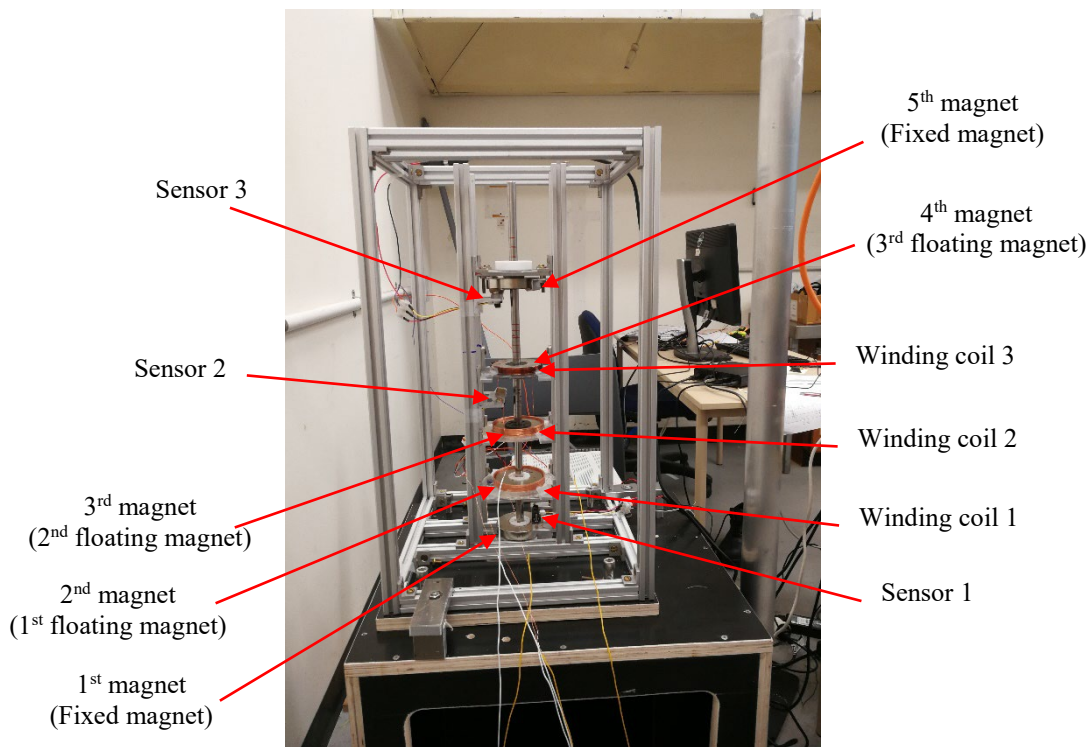 5th magnet
(Fixed magnet)
Sensor 3
4th magnet
(3rd floating magnet)
Winding coil 3
Sensor 2
Winding coil 2
3rd magnet
(2nd floating magnet)
Winding coil 1
2nd magnet
(1st floating magnet)
Sensor 1
1st magnet
(Fixed magnet)